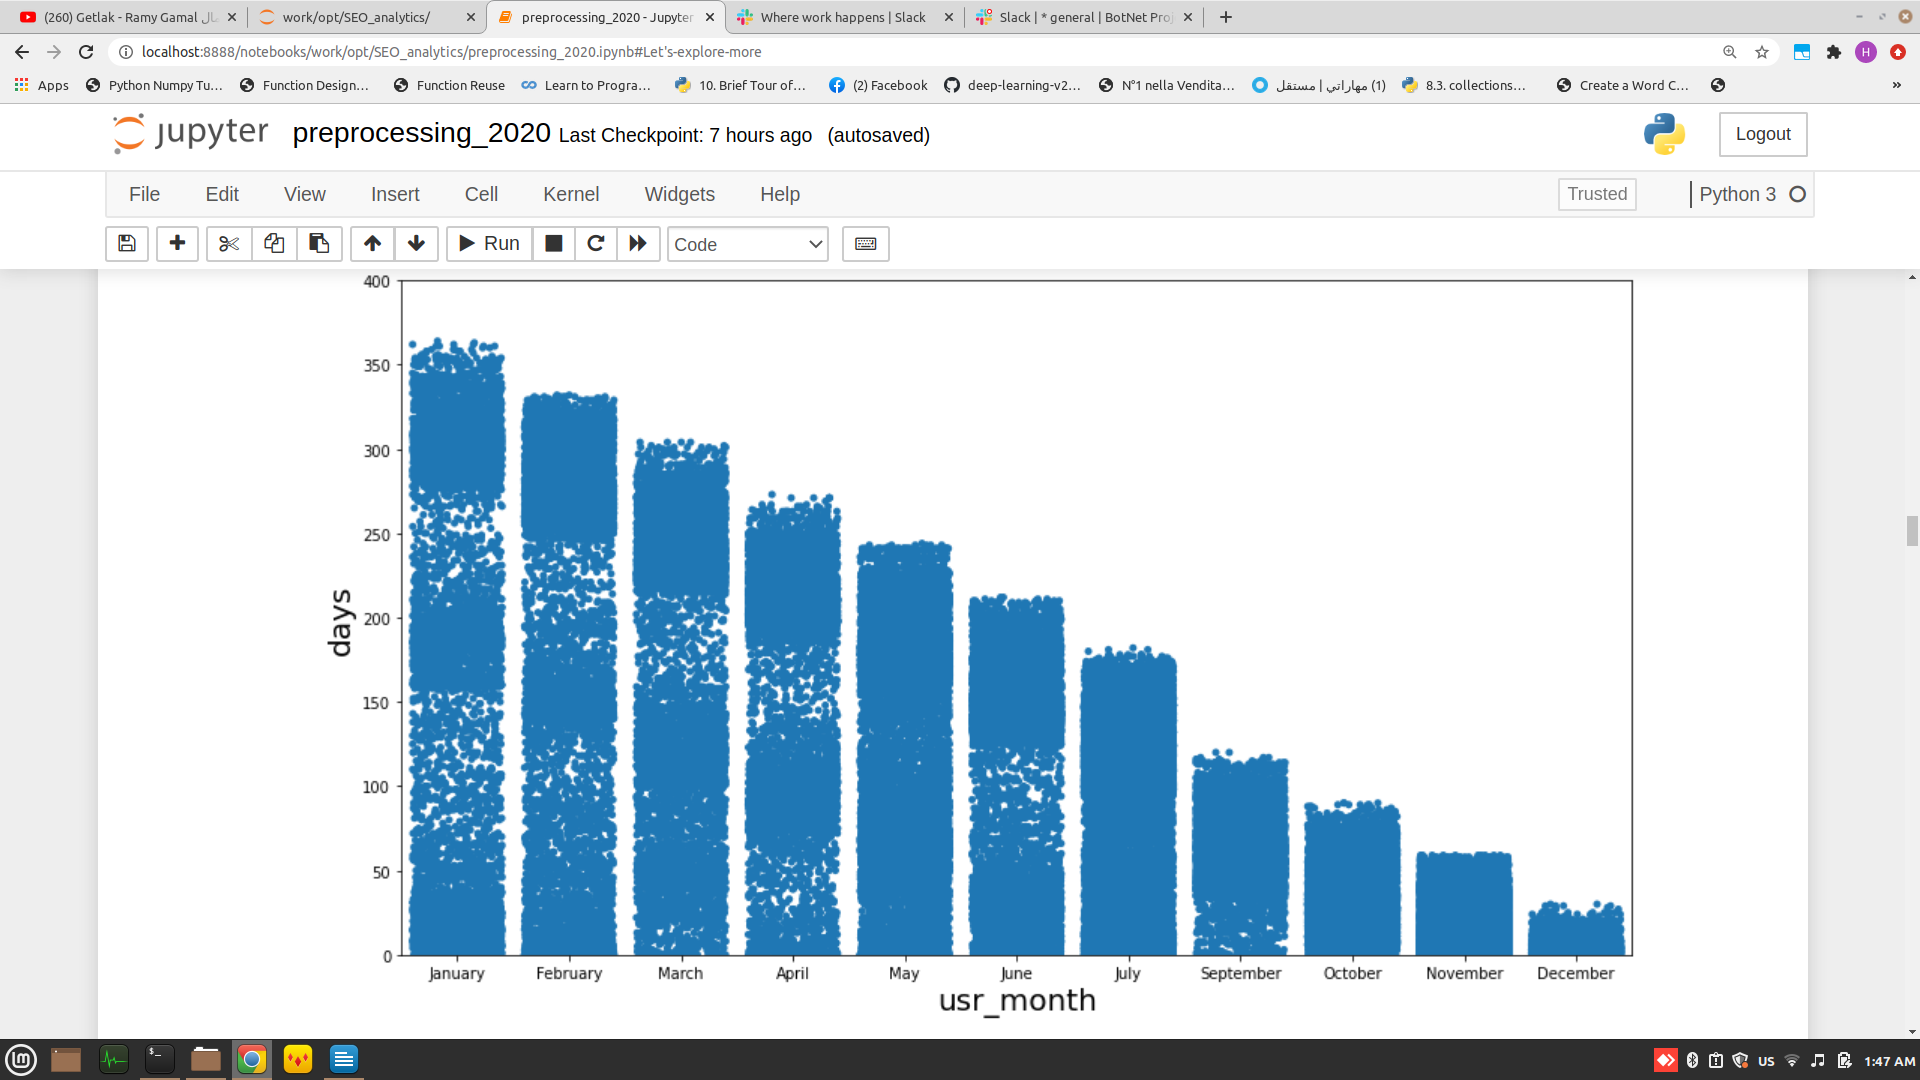 (260) Getlak - Ramy Gamal
work/opt/SEO_analytics/
preprocessing_2020 - Jupyter
Where work happens | Slack
Slack | * general | BotNet Proj
localhost:8888/notebooks/work/opt/SEO_analytics/preprocessing_2020.ipynb#Let's-explore-more
H
Apps
Python Numpy Tu...
Function Design...
Function Reuse
Learn to Progra...
10. Brief Tour of...
(2) Facebook
deep-learning-v2...
N°1 nella Vendita...
(1) مهاراتي | مستقل
8.3. collections...
Create a Word C...
»
jupyter preprocessing_2020 Last Checkpoint: 7 hours ago (autosaved)
Logout
File Edit View Insert Cell Kernel Widgets Help
Trusted
Python 3
Run
Code
400
350
300
250
200
150
100
50
0
days
January February March April May June July September October November December
usr_month
US
1:47 AM